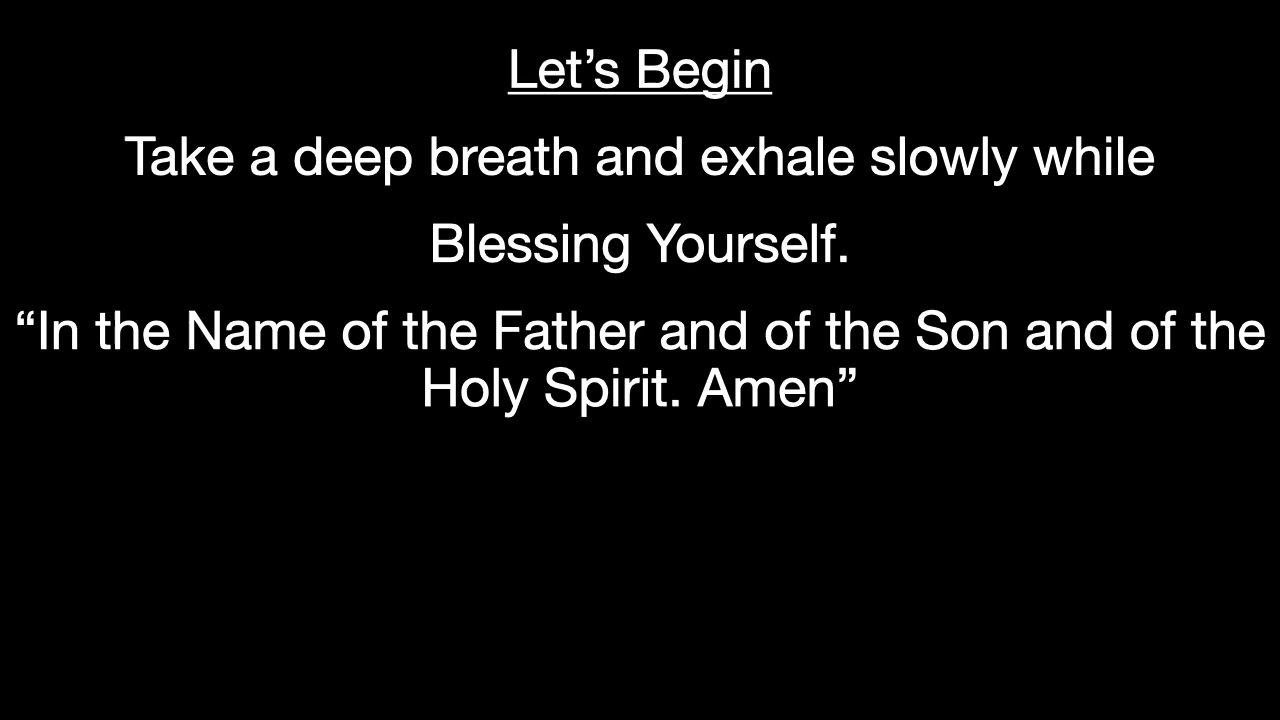 Let’s Begin
Take a deep breath and exhale slowly while
Blessing Yourself.
“In the Name of the Father and of the Son and of the
Holy Spirit. Amen”